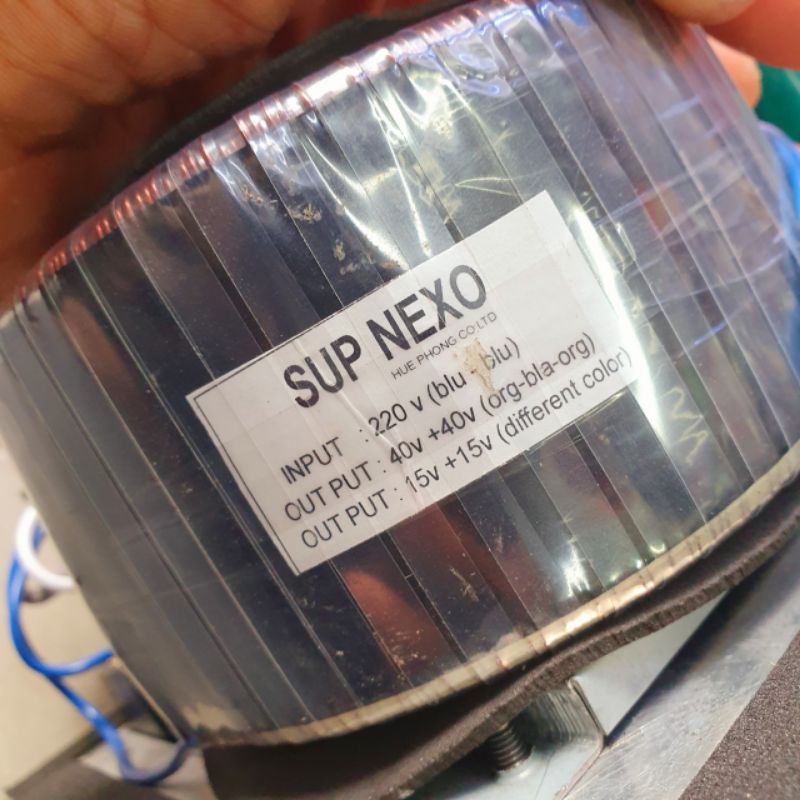 SUP NEXO
HUE PHONG CO.LTD
INPUT : 220 v (blu - blu)
OUT PUT : 40v +40v (org-bla-org)
OUT PUT : 15v +15v (different color)